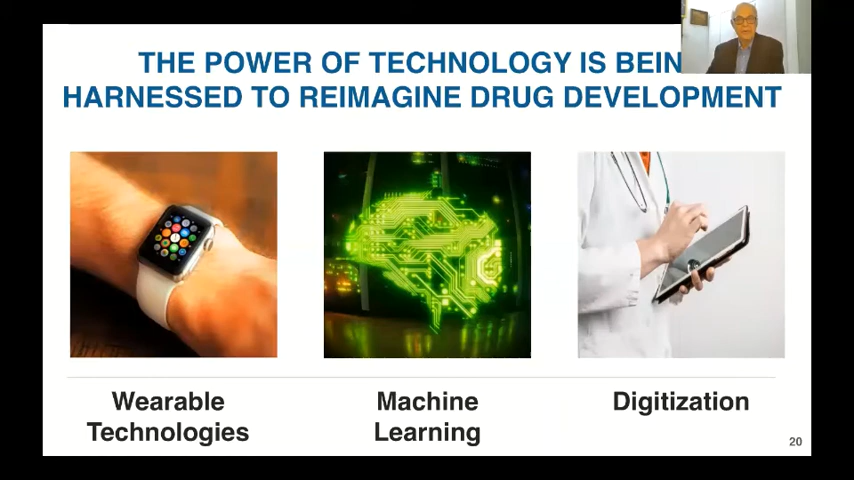 THE POWER OF TECHNOLOGY IS BEIN
HARNESSED TO REIMAGINE DRUG DEVELOPMENT
Wearable
Technologies
Machine
Learning
Digitization
20